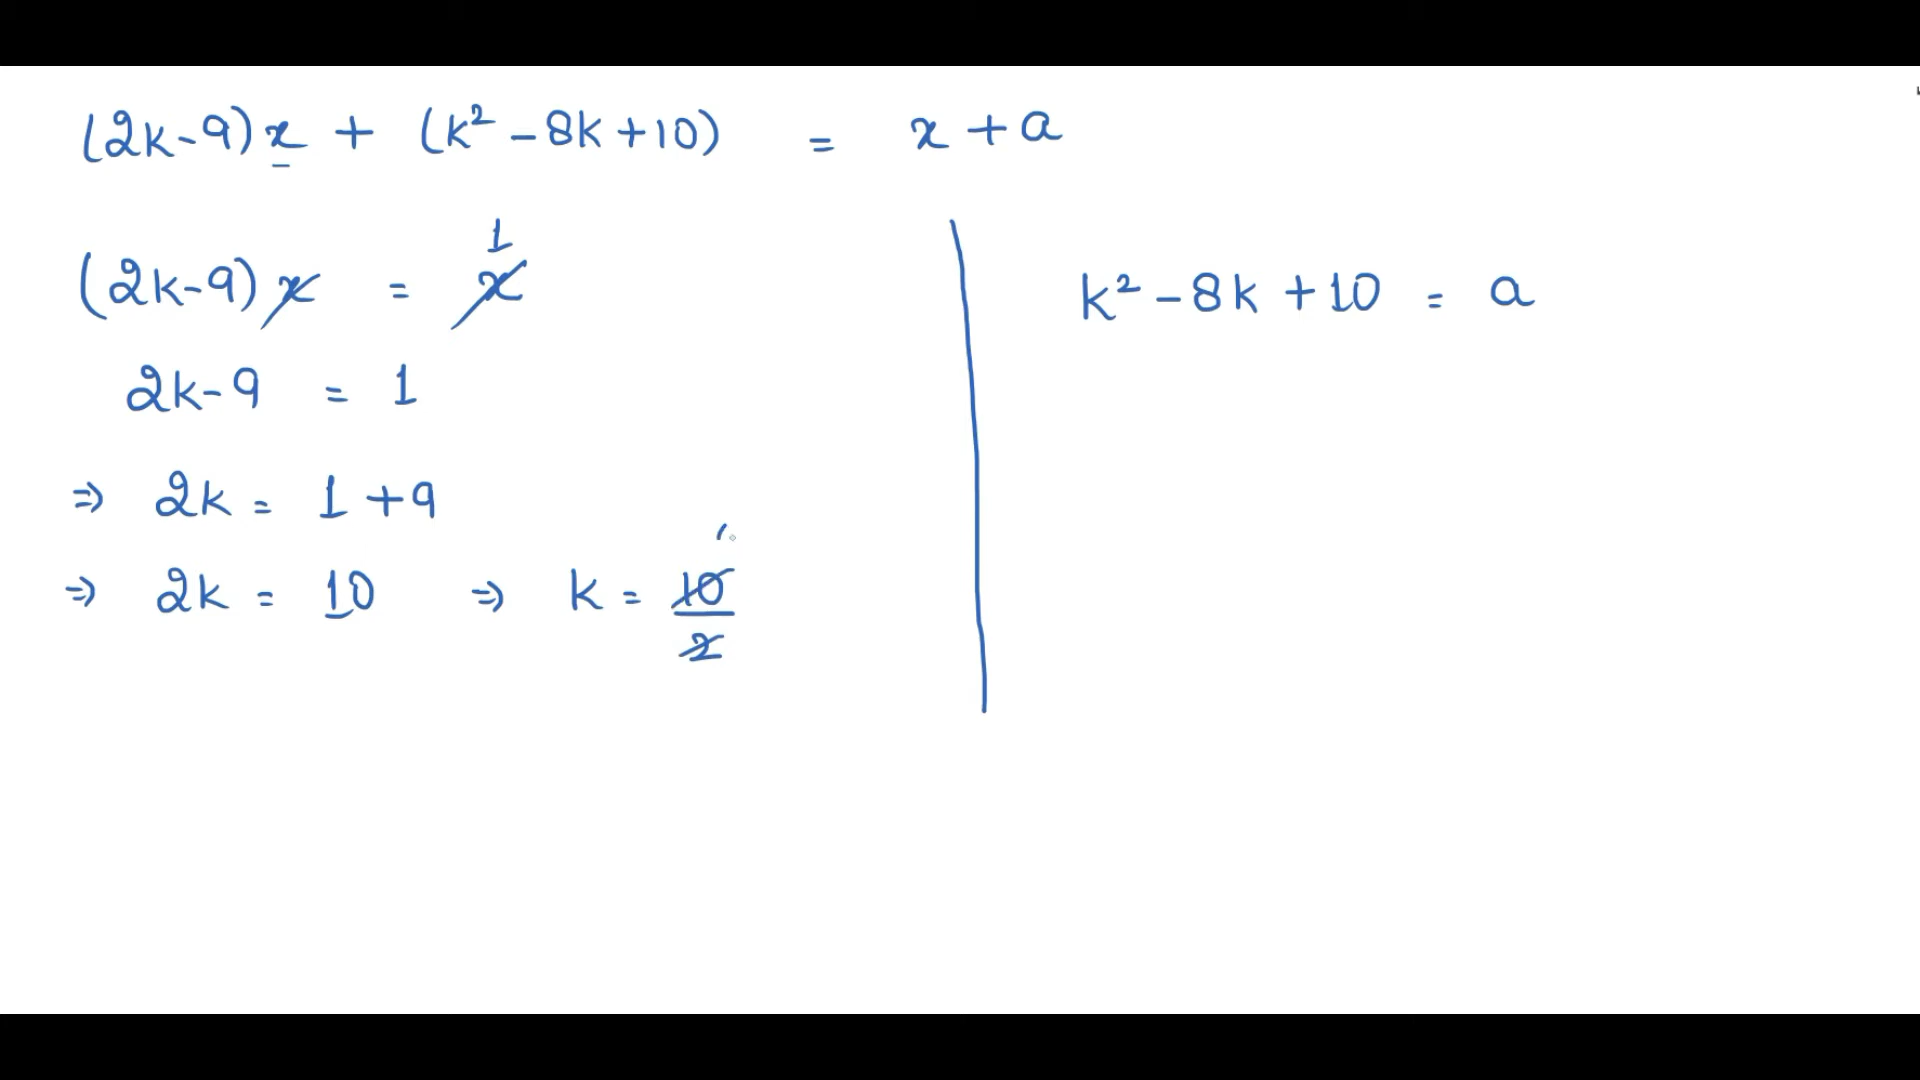 (2k-9)x + (k² - 8k + 10) = x + a
(2k-9)x = x 1
2k-9 = 1
⇒ 2k = 1 + 9
⇒ 2k = 10 ⇒ k = 10/2
k² - 8k + 10 = a